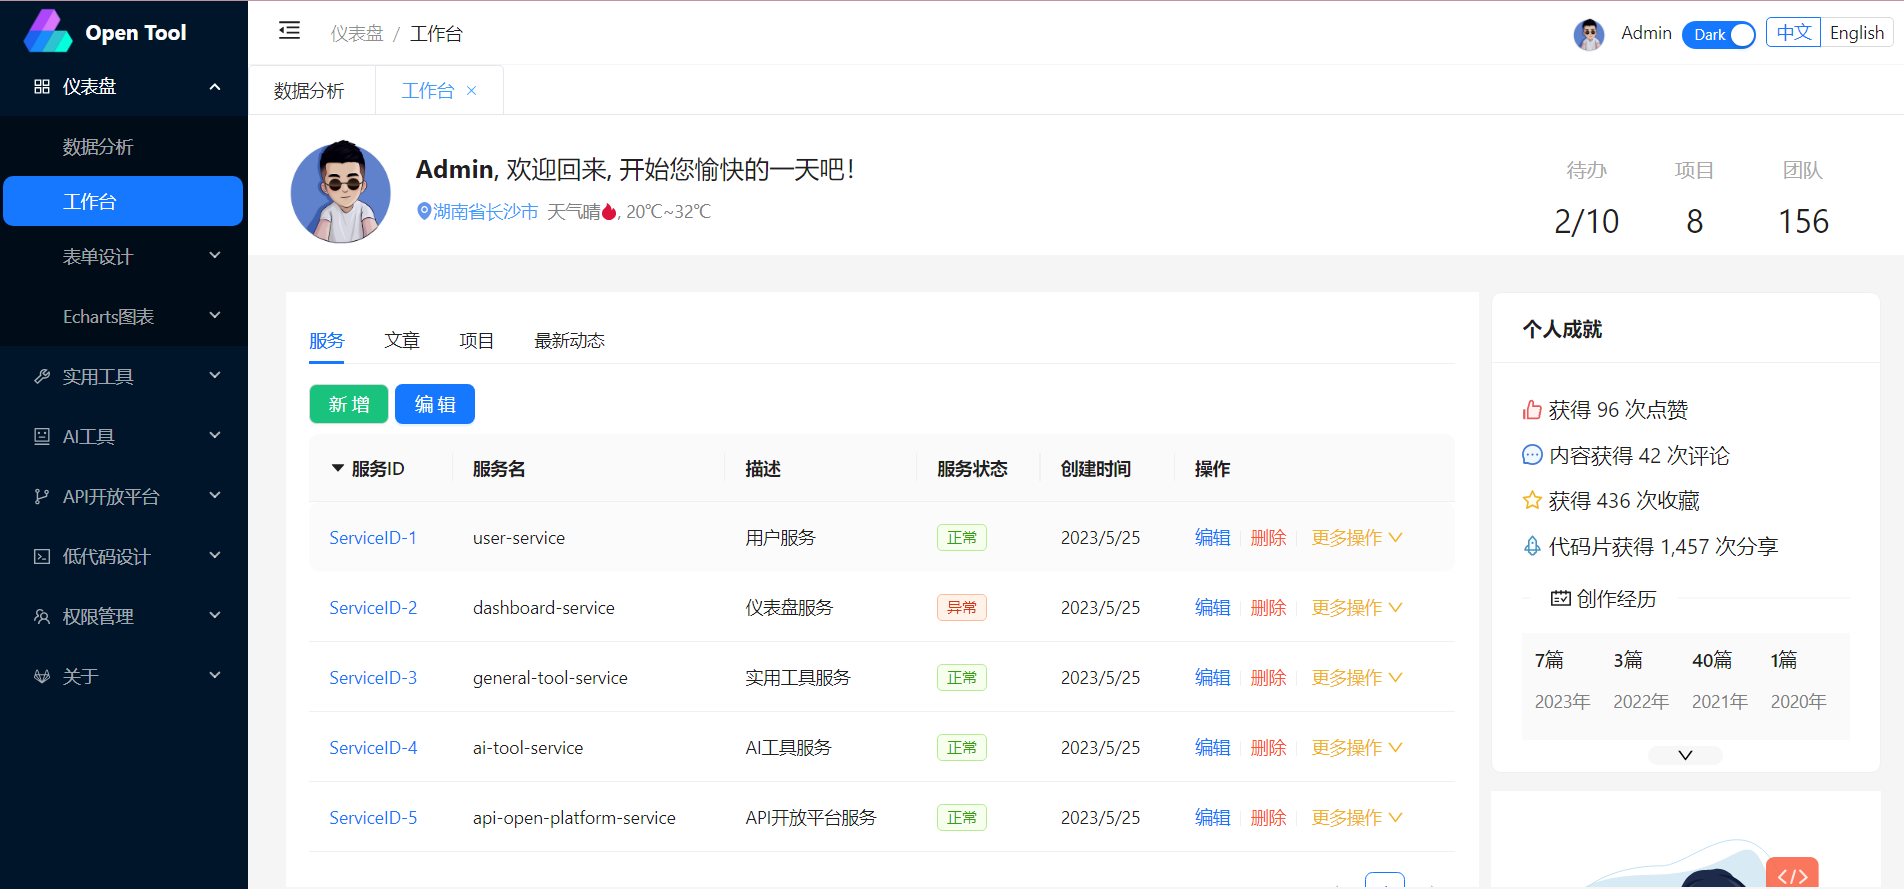 Open Tool
仪表盘
数据分析
工作台
表单设计
Echarts图表
实用工具
AI工具
API开放平台
低代码设计
权限管理
关于
仪表盘 / 工作台
Admin Dark 中文 English
数据分析 工作台
Admin, 欢迎回来, 开始您愉快的一天吧！
湖南省长沙市 天气晴, 20℃~32℃
待办 项目 团队
2/10 8 156
服务 文章 项目 最新动态
新增 编辑
服务ID 服务名 描述 服务状态 创建时间 操作
ServiceID-1 user-service 用户服务 正常 2023/5/25 编辑 删除 更多操作
ServiceID-2 dashboard-service 仪表盘服务 异常 2023/5/25 编辑 删除 更多操作
ServiceID-3 general-tool-service 实用工具服务 正常 2023/5/25 编辑 删除 更多操作
ServiceID-4 ai-tool-service AI工具服务 正常 2023/5/25 编辑 删除 更多操作
ServiceID-5 api-open-platform-service API开放平台服务 正常 2023/5/25 编辑 删除 更多操作
个人成就
获得 96 次点赞
内容获得 42 次评论
获得 436 次收藏
代码片获得 1,457 次分享
创作经历
7篇 3篇 40篇 1篇
2023年 2022年 2021年 2020年
</>